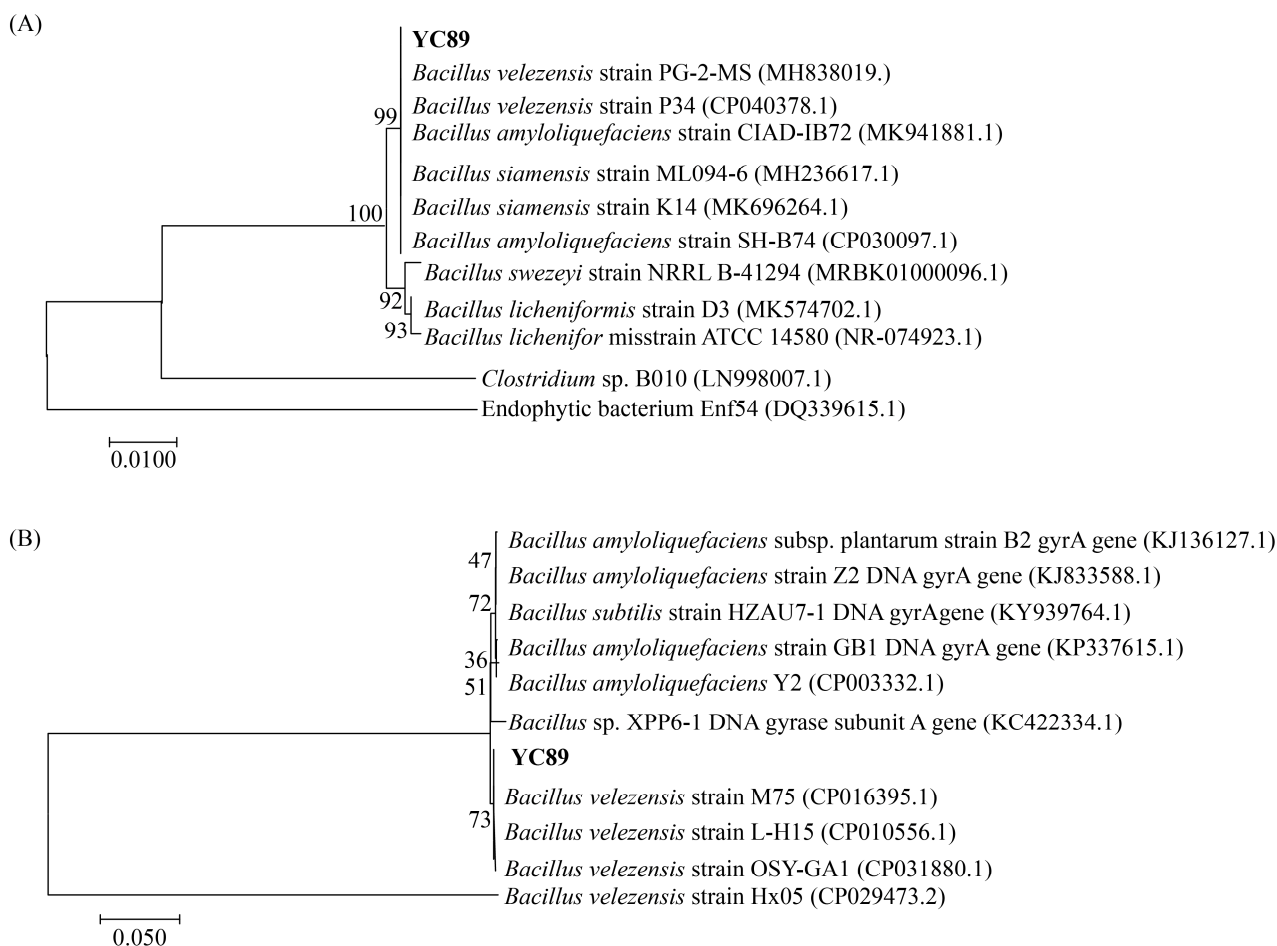 (A)
YC89
Bacillus velezensis strain PG-2-MS (MH838019.)
Bacillus velezensis strain P34 (CP040378.1)
99
Bacillus amyloliquefaciens strain CIAD-IB72 (MK941881.1)
Bacillus siamensis strain ML094-6 (MH236617.1)
100
Bacillus siamensis strain K14 (MK696264.1)
Bacillus amyloliquefaciens strain SH-B74 (CP030097.1)
Bacillus swezeyi strain NRRL B-41294 (MRBK01000096.1)
92
Bacillus licheniformis strain D3 (MK574702.1)
93
Bacillus lichenifor misstrain ATCC 14580 (NR-074923.1)
Clostridium sp. B010 (LN998007.1)
Endophytic bacterium Enf54 (DQ339615.1)
0.0100
(B)
Bacillus amyloliquefaciens subsp. plantarum strain B2 gyrA gene (KJ136127.1)
47
Bacillus amyloliquefaciens strain Z2 DNA gyrA gene (KJ833588.1)
72
Bacillus subtilis strain HZAU7-1 DNA gyrAgene (KY939764.1)
Bacillus amyloliquefaciens strain GB1 DNA gyrA gene (KP337615.1)
36
51
Bacillus amyloliquefaciens Y2 (CP003332.1)
Bacillus sp. XPP6-1 DNA gyrase subunit A gene (KC422334.1)
YC89
Bacillus velezensis strain M75 (CP016395.1)
73
Bacillus velezensis strain L-H15 (CP010556.1)
Bacillus velezensis strain OSY-GA1 (CP031880.1)
Bacillus velezensis strain Hx05 (CP029473.2)
0.050